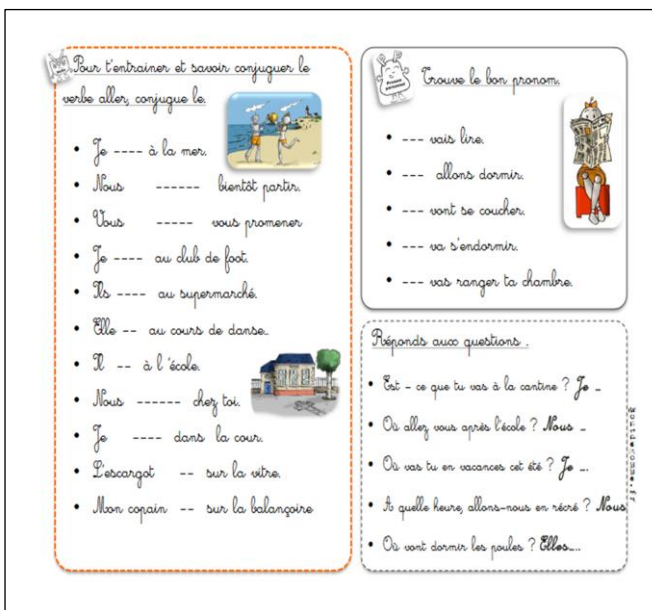 Pour t'entrainer et savoir conjuguer le
verbe aller, conjugue le.
• Je ---- à la mer.
• Nous ------ bientôt partir.
• Vous ----- vous promener
• Je ---- au club de foot.
• Ils ---- au supermarché.
• Elle -- au cours de danse..
• Il -- à l'école.
• Nous ------ chez toi.
• Je ---- dans la cour.
• L'escargot -- sur la vitre.
• Mon copain -- sur la balançoire
Trouve le bon pronom.
• --- vais lire.
• --- allons dormir.
• --- vont se coucher.
• --- va s'endormir.
• --- vas ranger ta chambre.
Réponds aux questions .
• Est - ce que tu vas à la cantine ? Je ..
• Où allez vous après l'école ? Nous ..
• Où vas tu en vacances cet été ? Je ....
• A quelle heure, allons-nous en récré ? Nous
• Où vont dormir les poules ? Elles....